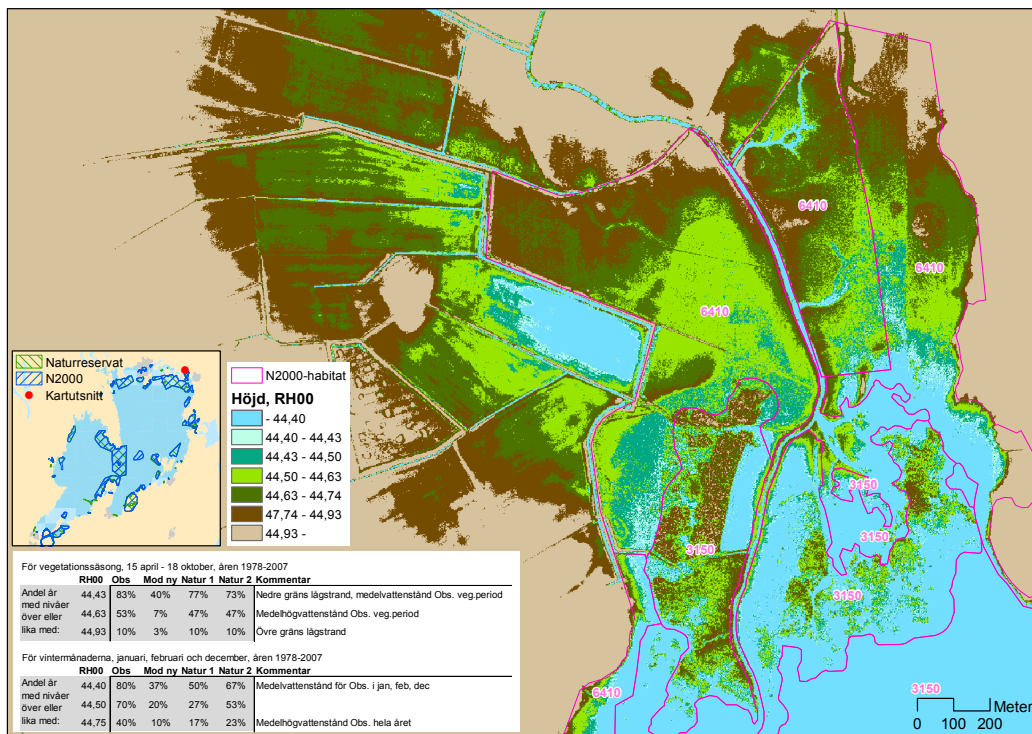 6410
6410
6410
3150
3150
3150
3150
3150
6410
Naturreservat
N2000
Kartutsnitt
N2000-habitat
Höjd, RH00
- 44,40
44,40 - 44,43
44,43 - 44,50
44,50 - 44,63
44,63 - 44,74
47,74 - 44,93
44,93 -
För vegetationssäsong, 15 april - 18 oktober, åren 1978-2007
RH00 Obs Mod ny Natur 1 Natur 2 Kommentar
Andel år med nivåer över eller lika med:
44,43 83% 40% 77% 73% Nedre gräns lågstrand, medelvattenstånd Obs. veg.period
44,63 53% 7% 47% 47% Medelhögvattenstånd Obs. veg.period
44,93 10% 3% 10% 10% Övre gräns lågstrand
För vintermånaderna, januari, februari och december, åren 1978-2007
RH00 Obs Mod ny Natur 1 Natur 2 Kommentar
Andel år med nivåer över eller lika med:
44,40 80% 37% 50% 67% Medelvattenstånd för Obs. i jan, feb, dec
44,50 70% 20% 27% 53%
44,75 40% 10% 17% 23% Medelhögvattenstånd Obs. hela året
Meter
0 100 200